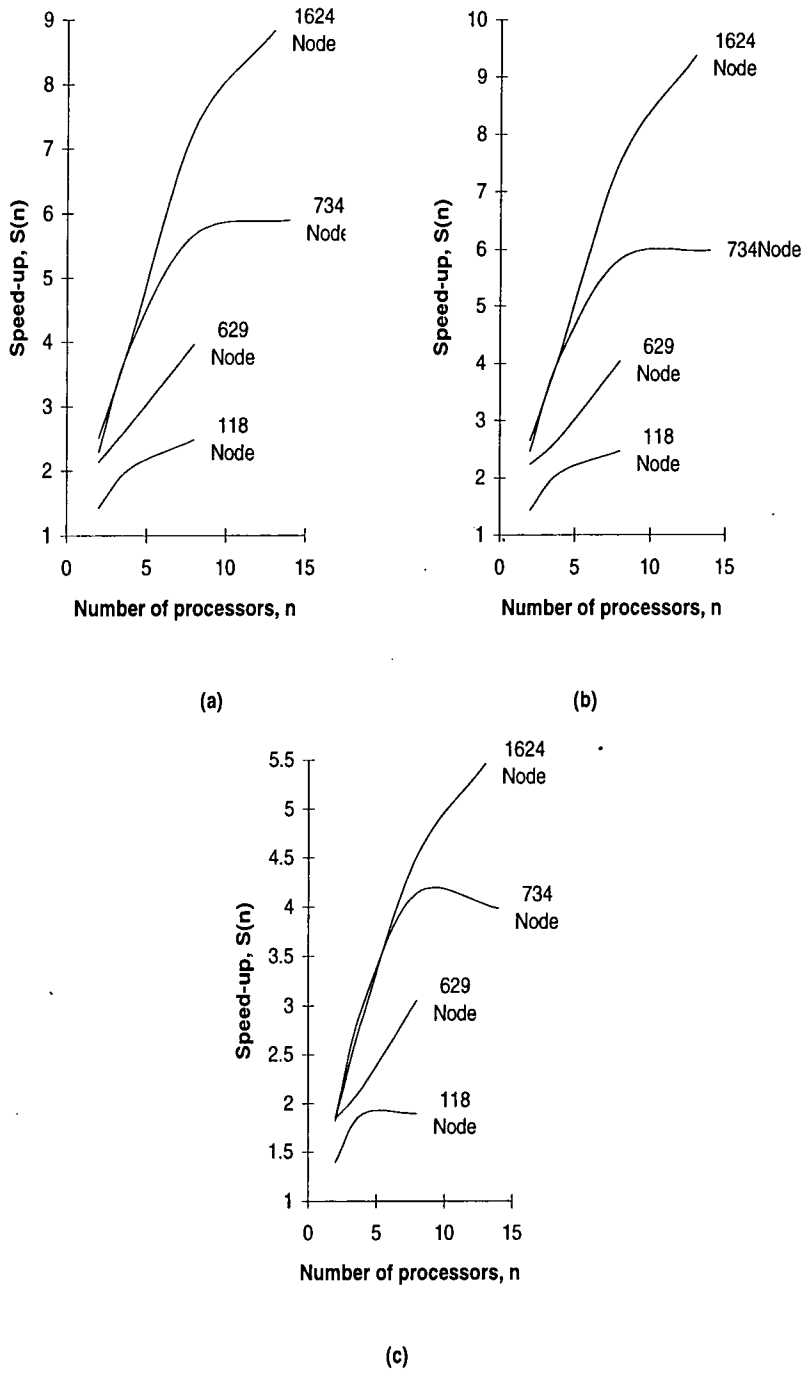 9
8
7
6
5
4
3
2
1
Speed-up, S(n)
1624
Node
734
Node
629
Node
118
Node
0 5 10 15
Number of processors, n
(a)
10
9
8
7
6
5
4
3
2
1
Speed-up, S(n)
1624
Node
734Node
629
Node
118
Node
0 5 10 15
Number of processors, n
(b)
5.5
5
4.5
4
3.5
3
2.5
2
1.5
1
Speed-up, S(n)
1624
Node
734
Node
629
Node
118
Node
0 5 10 15
Number of processors, n
(c)